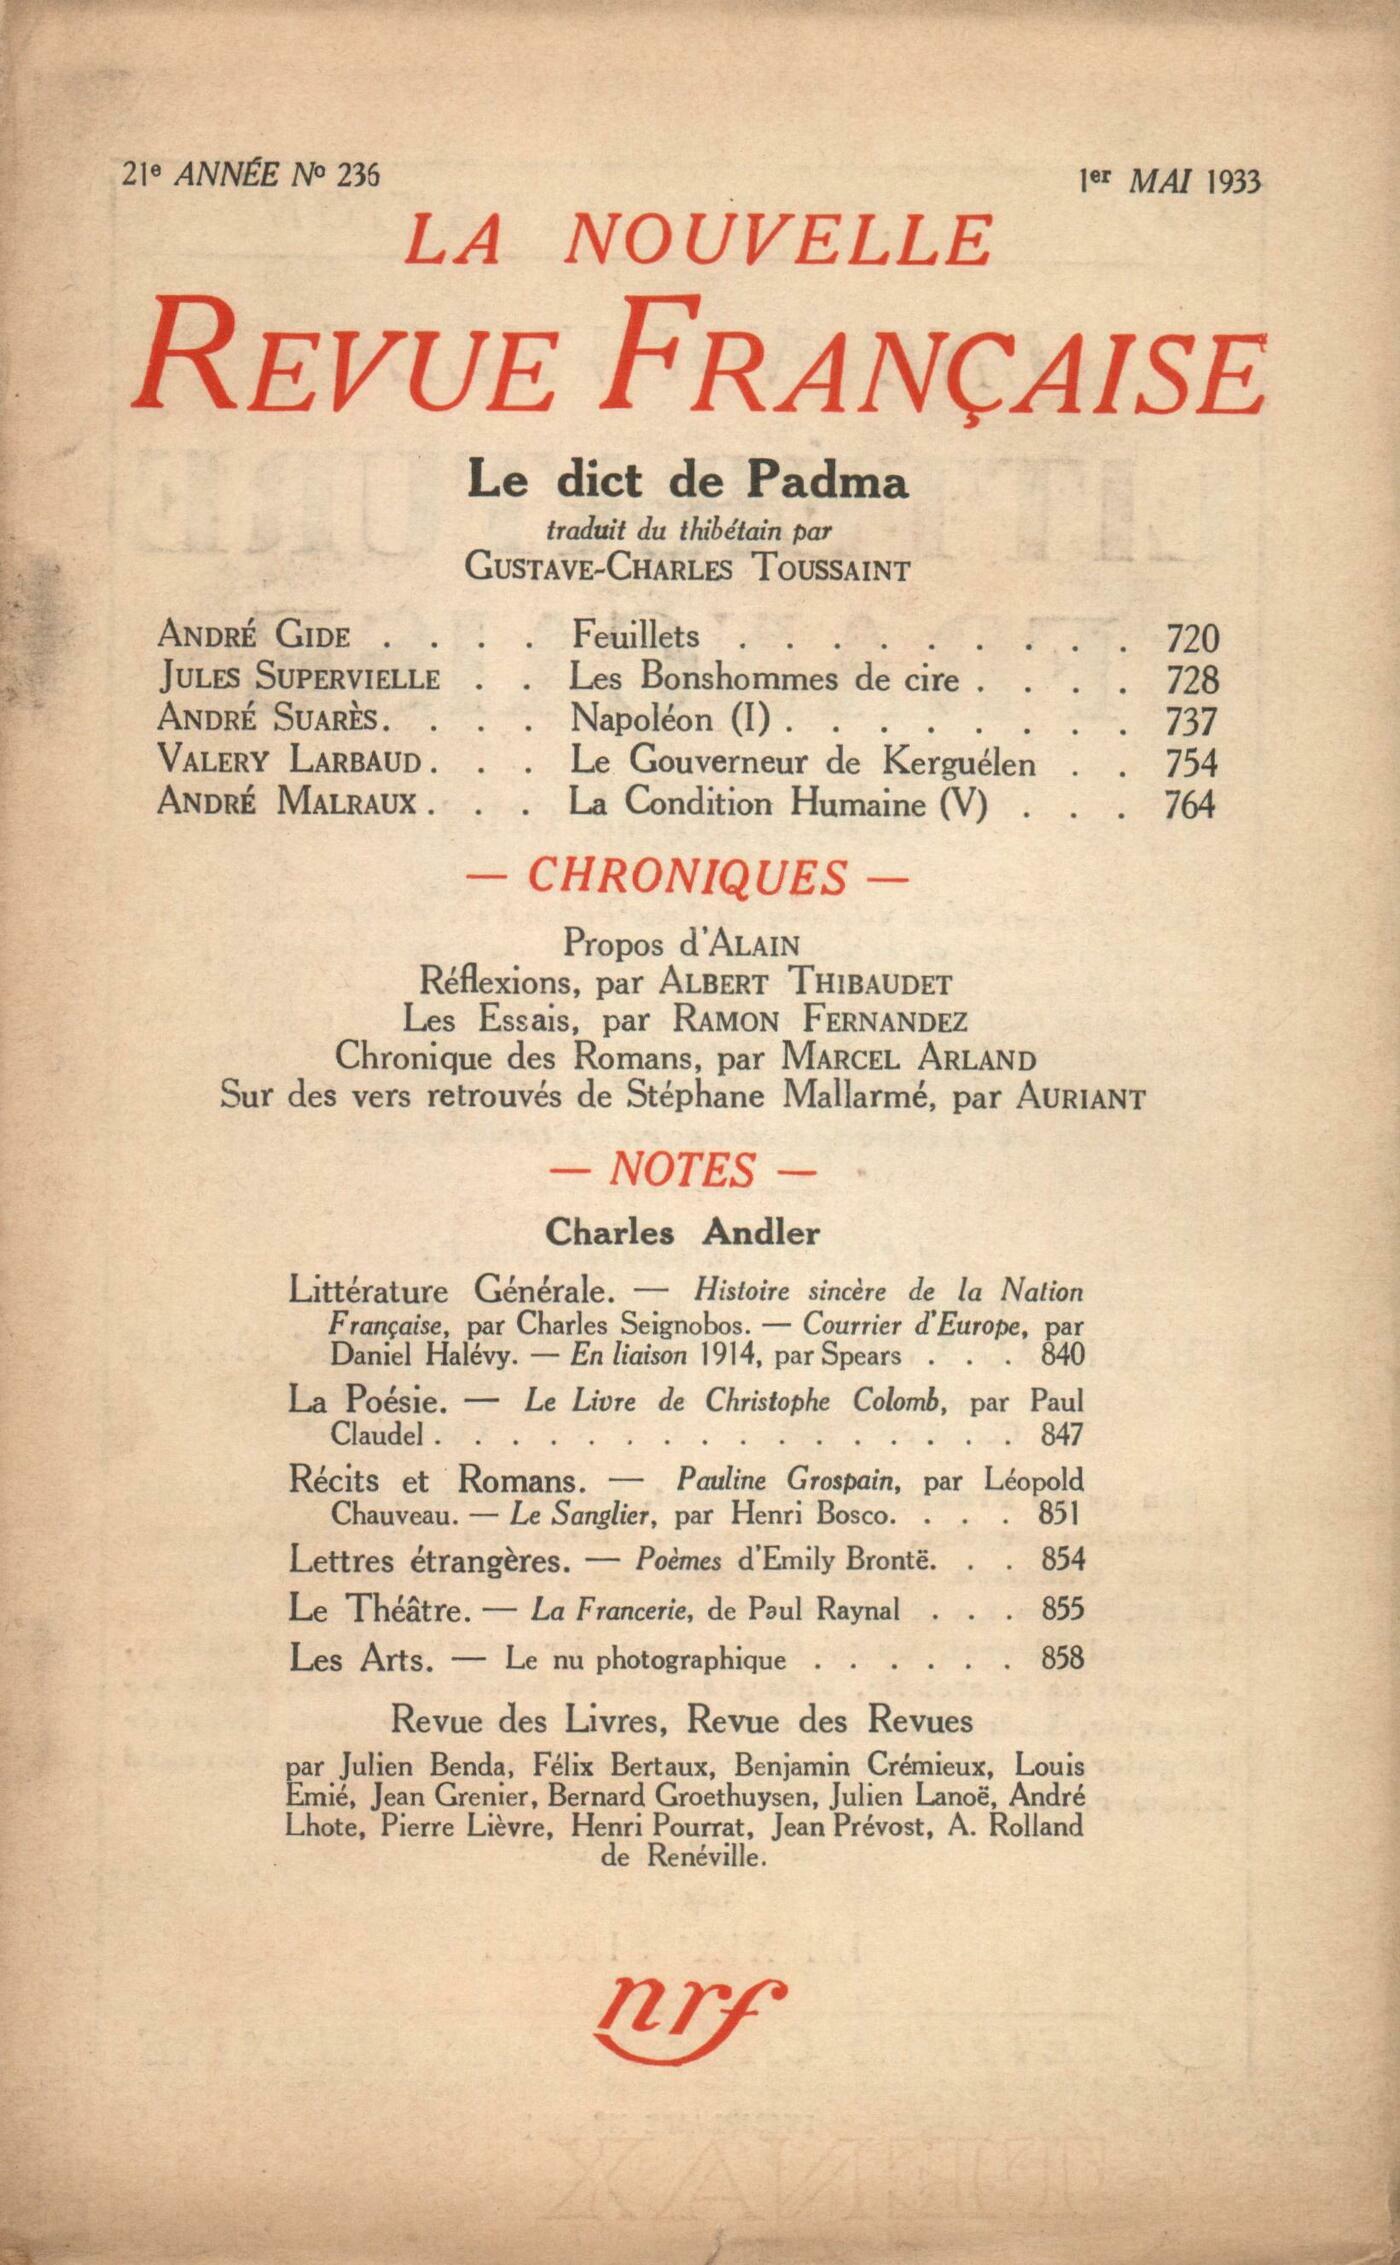 21e ANNÉE No 236
1er MAI 1933
LA NOUVELLE
REVUE FRANÇAISE
Le dict de Padma
traduit du thibétain par
GUSTAVE-CHARLES TOUSSAINT
ANDRÉ GIDE . . . . Feuillets . . . . . . . . . 720
JULES SUPERVIELLE . . Les Bonshommes de cire . . . . 728
ANDRÉ SUARÈS. . . . Napoléon (I) . . . . . . . . 737
VALERY LARBAUD . . . Le Gouverneur de Kerguélen . . 754
ANDRÉ MALRAUX . . . La Condition Humaine (V) . . . 764
— CHRONIQUES —
Propos d'ALAIN
Réflexions, par ALBERT THIBAUDET
Les Essais, par RAMON FERNANDEZ
Chronique des Romans, par MARCEL ARLAND
Sur des vers retrouvés de Stéphane Mallarmé, par AURIANT
— NOTES —
Charles Andler
Littérature Générale. — Histoire sincère de la Nation
Française, par Charles Seignobos. — Courrier d'Europe, par
Daniel Halévy. — En liaison 1914, par Spears . . . 840
La Poésie. — Le Livre de Christophe Colomb, par Paul
Claudel . . . . . . . . . . . . . . . . 847
Récits et Romans. — Pauline Grospain, par Léopold
Chauveau. — Le Sanglier, par Henri Bosco. . . . 851
Lettres étrangères. — Poèmes d'Emily Brontë. . . 854
Le Théâtre. — La Francerie, de Paul Raynal . . . 855
Les Arts. — Le nu photographique . . . . . . 858
Revue des Livres, Revue des Revues
par Julien Benda, Félix Bertaux, Benjamin Crémieux, Louis
Emié, Jean Grenier, Bernard Groethuysen, Julien Lanoë, André
Lhote, Pierre Lièvre, Henri Pourrat, Jean Prévost, A. Rolland
de Renéville.
nrf